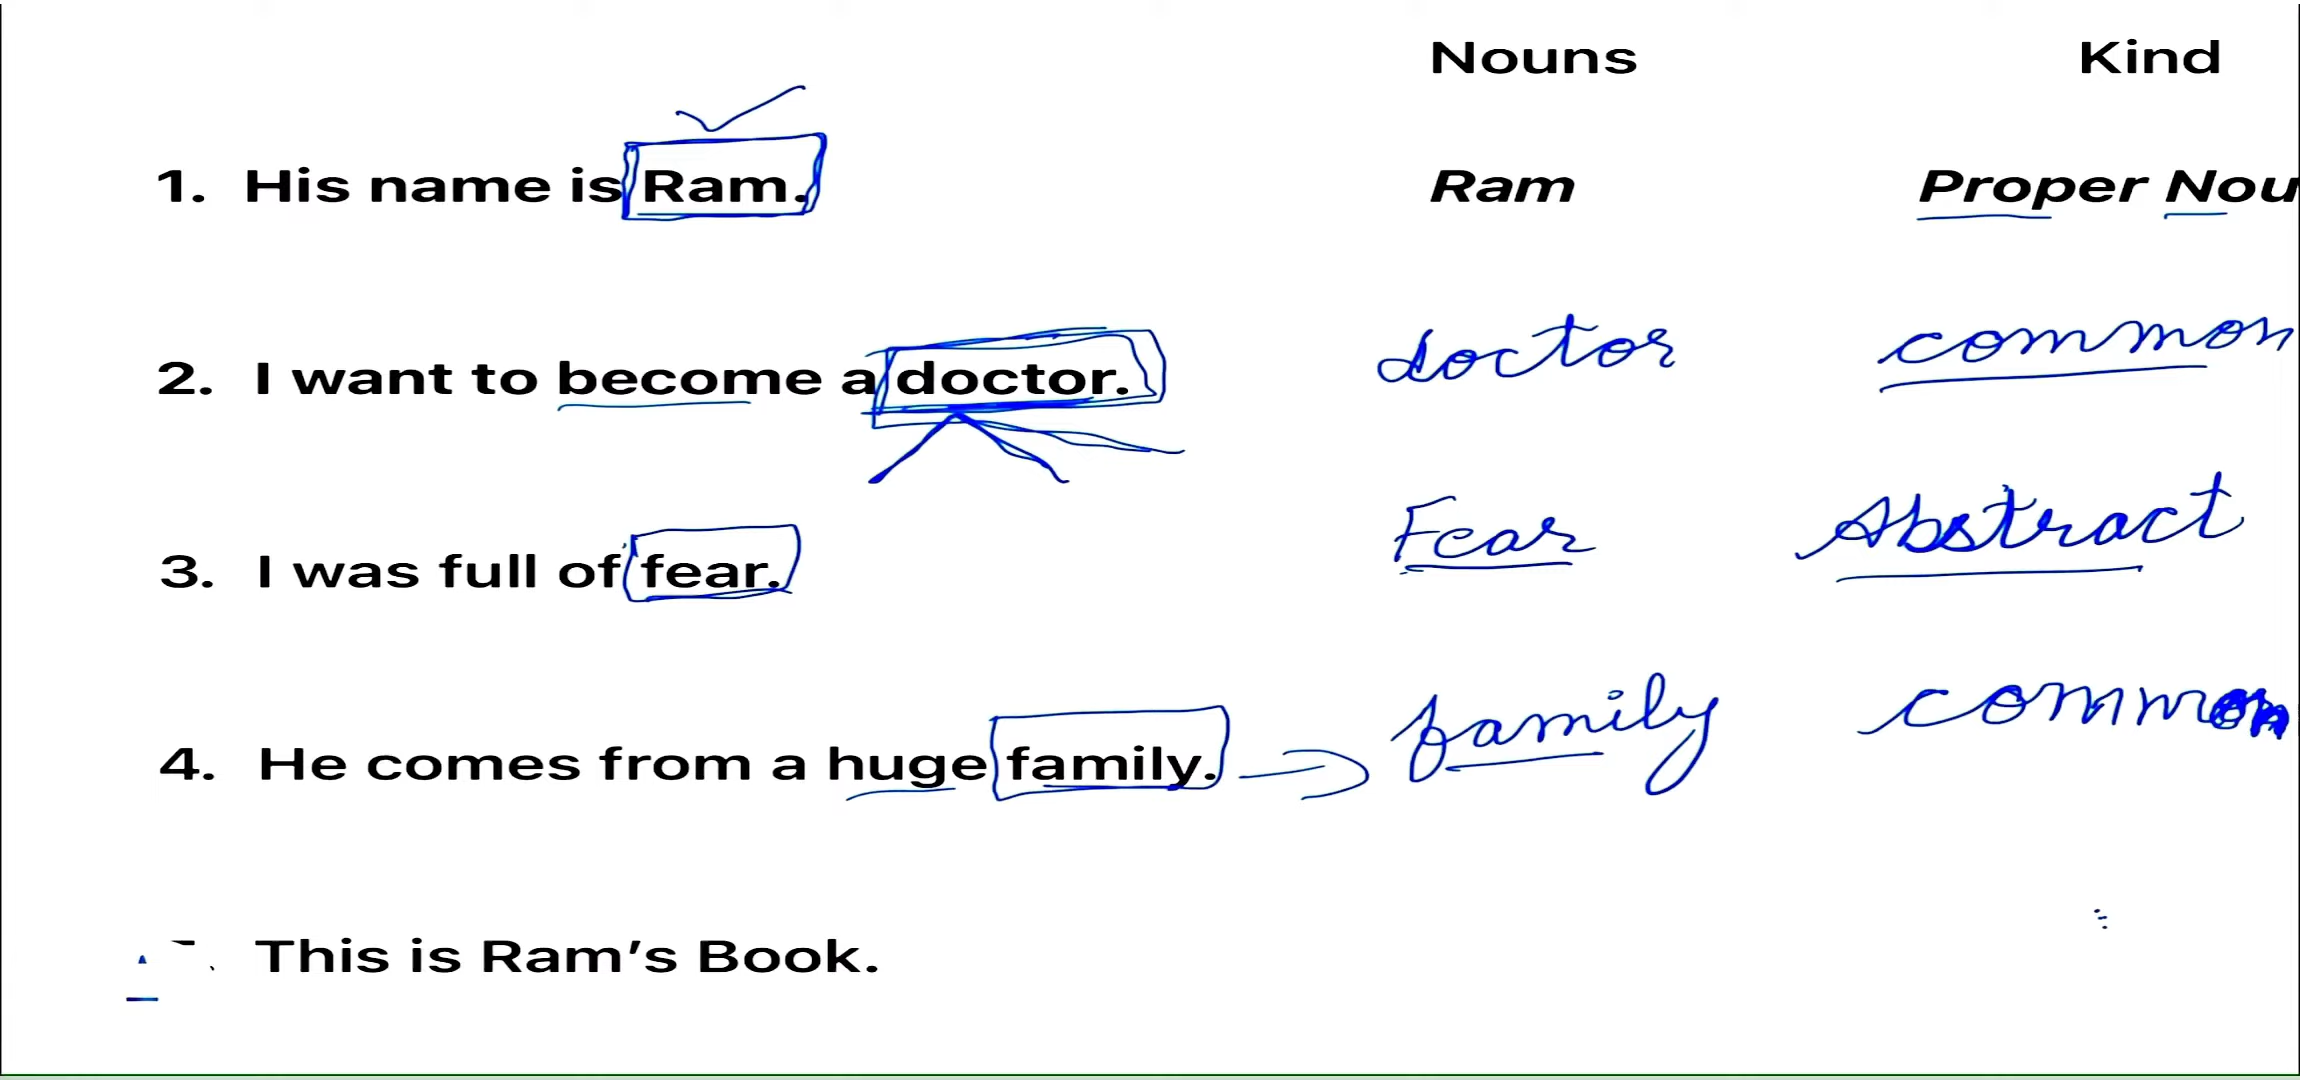 Nouns Kind
1. His name is Ram. Ram Proper Nou
2. I want to become a doctor. doctor common
3. I was full of fear. Fear Abstract
4. He comes from a huge family. family common
This is Ram's Book.